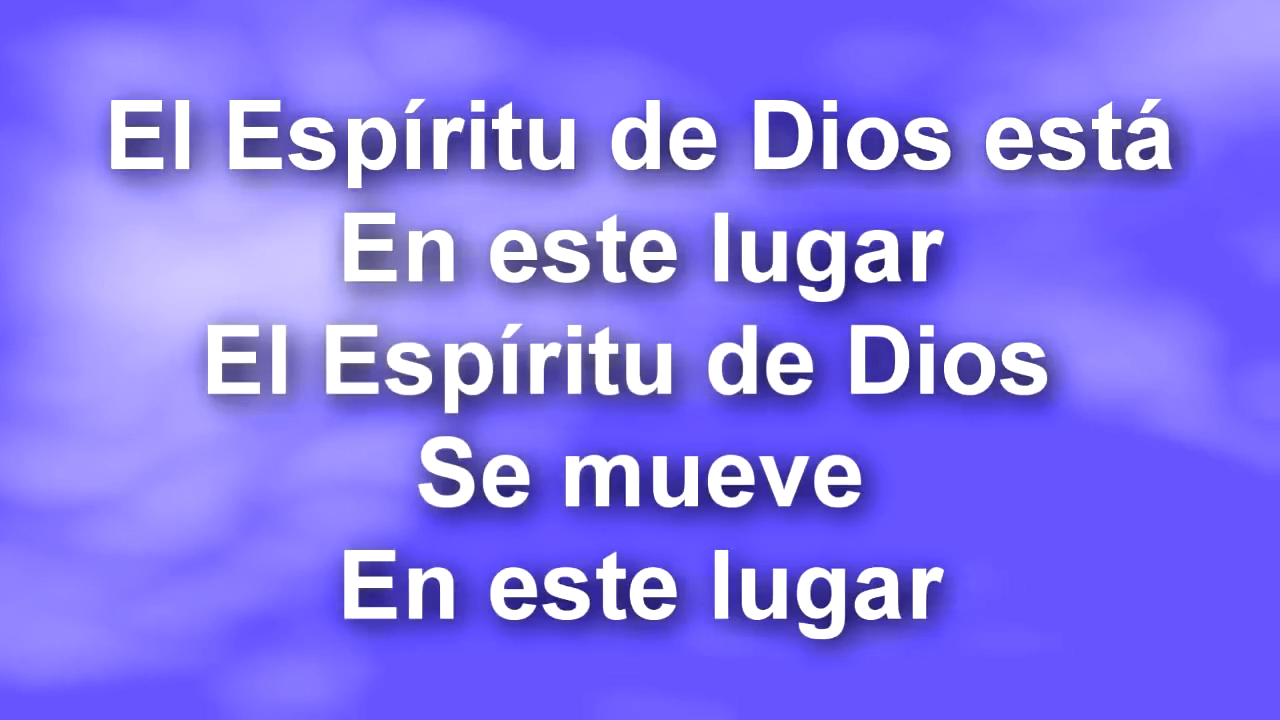 El Espíritu de Dios está
En este lugar
El Espíritu de Dios
Se mueve
En este lugar